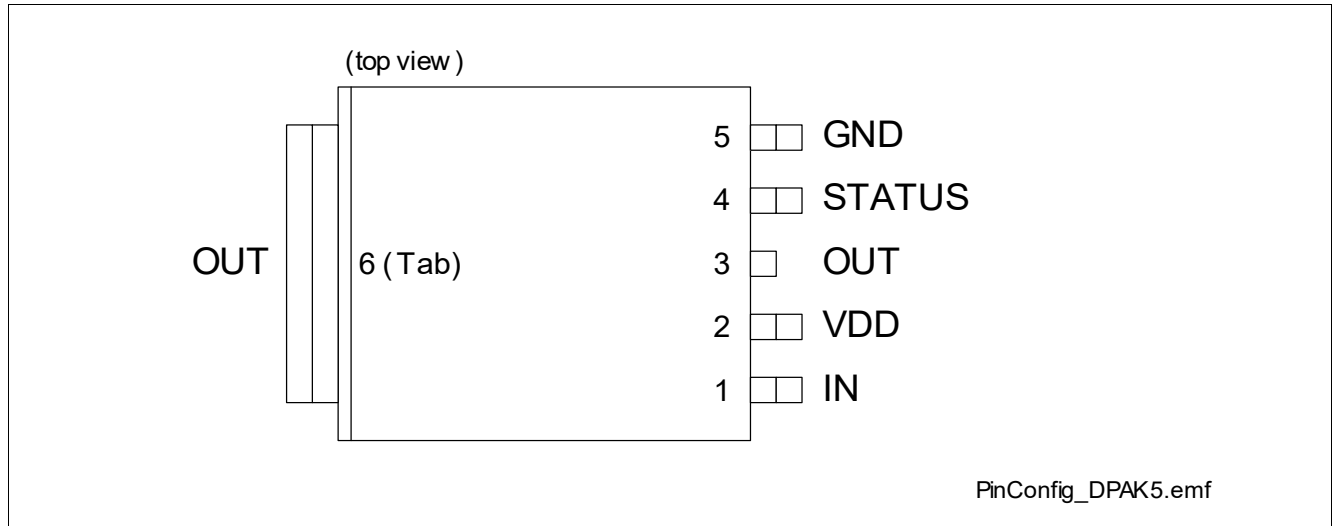 (top view)
5 GND
4 STATUS
OUT 6 (Tab) 3 OUT
2 VDD
1 IN
PinConfig_DPAK5.emf